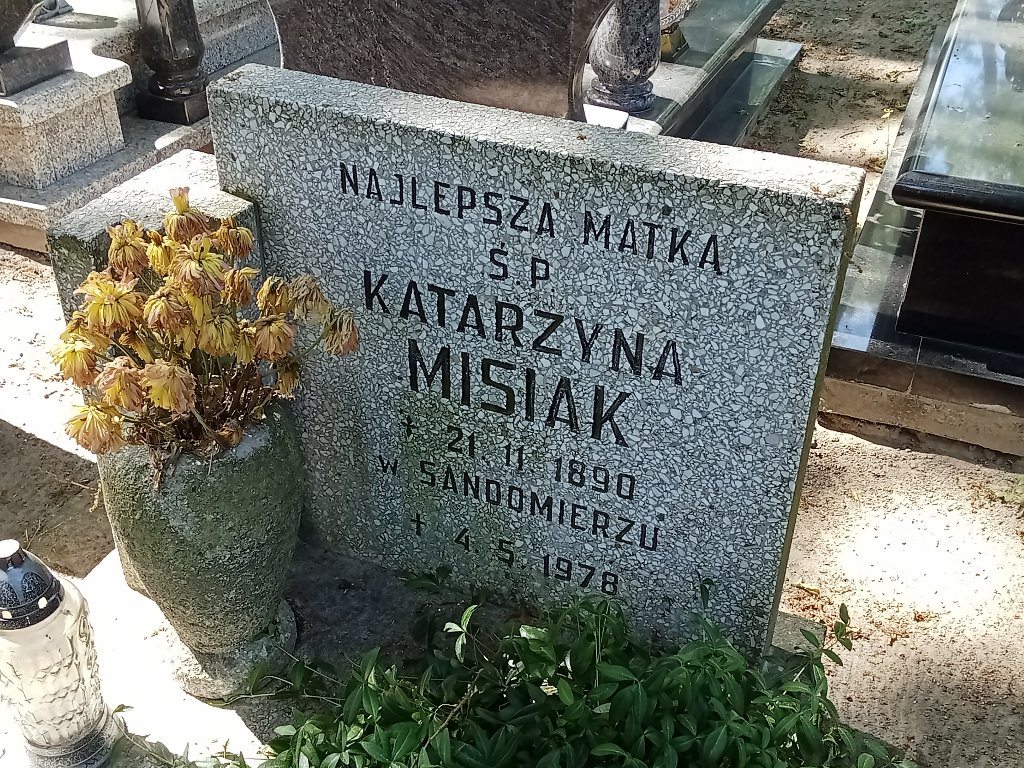 NAJLEPSZA MATKA
Ś P
KATARZYNA
MISIAK
† 21 11 1890
W SANDOMIERZU
† 4. 5. 1978